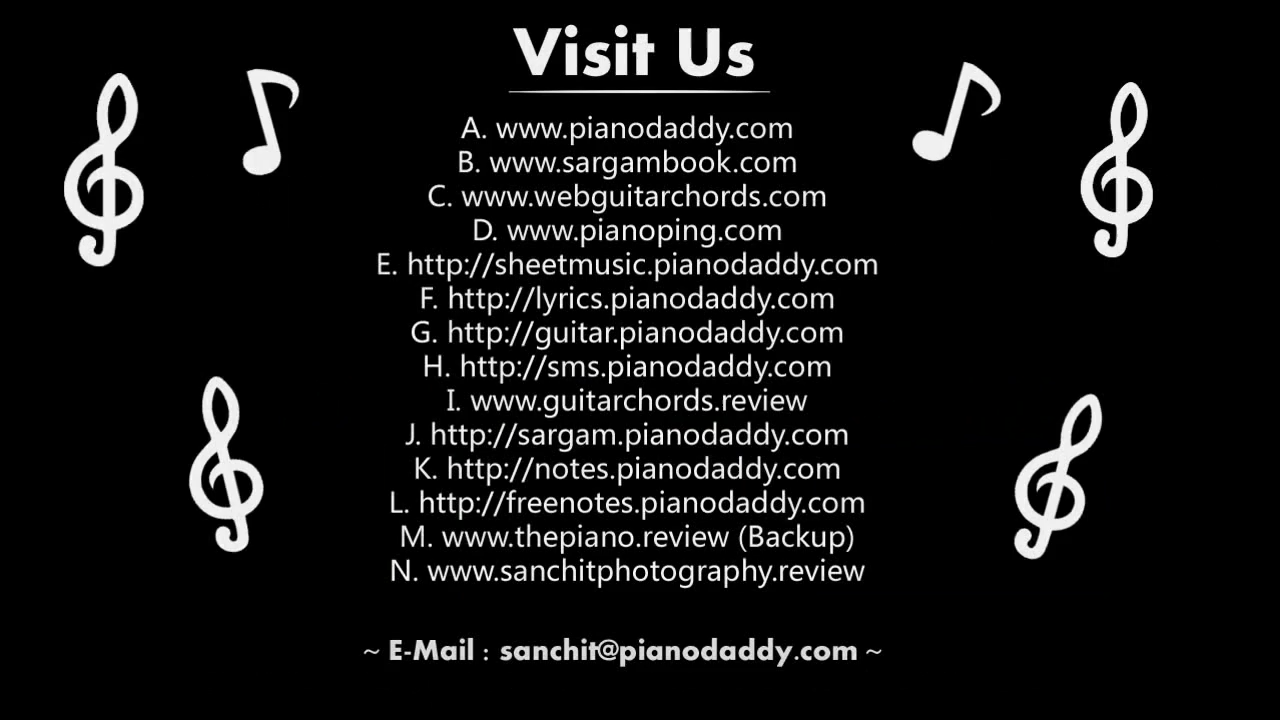 Visit Us
A. www.pianodaddy.com
B. www.sargambook.com
C. www.webguitarchords.com
D. www.pianoping.com
E. http://sheetmusic.pianodaddy.com
F. http://lyrics.pianodaddy.com
G. http://guitar.pianodaddy.com
H. http://sms.pianodaddy.com
I. www.guitarchords.review
J. http://sargam.pianodaddy.com
K. http://notes.pianodaddy.com
L. http://freenotes.pianodaddy.com
M. www.thepiano.review (Backup)
N. www.sanchitphotography.review
~ E-Mail : sanchit@pianodaddy.com ~